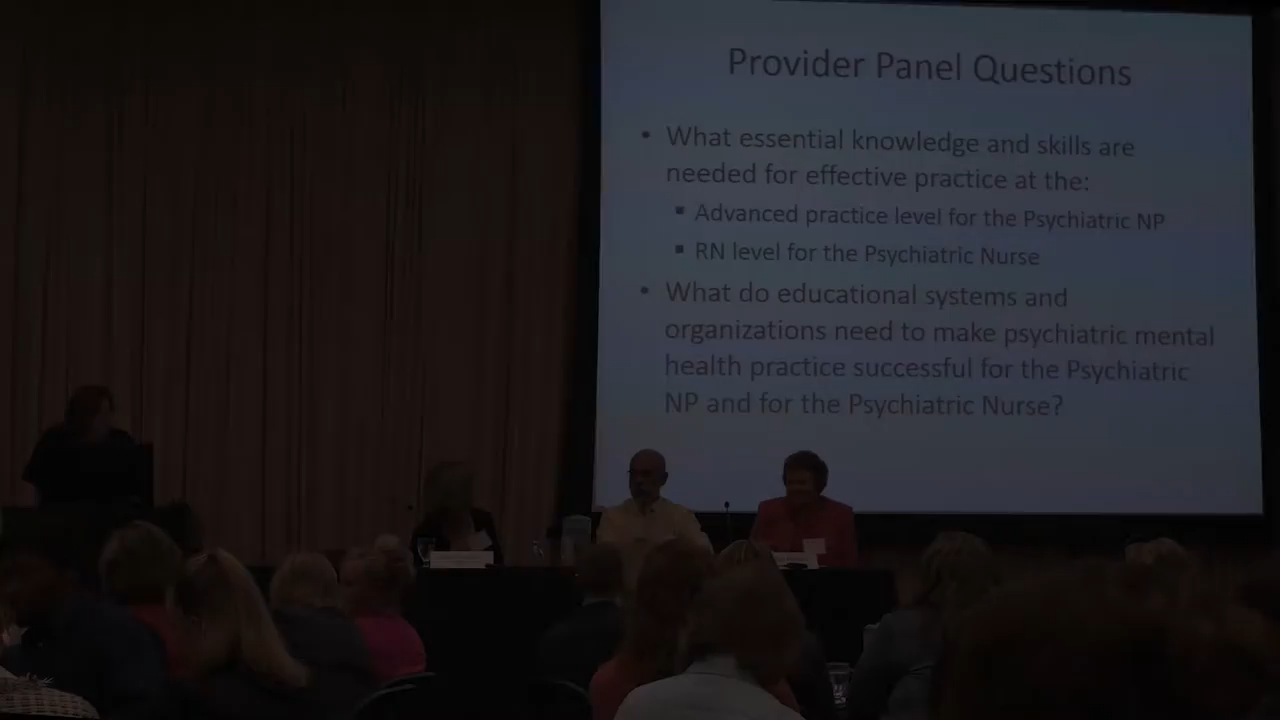 Provider Panel Questions
• What essential knowledge and skills are
needed for effective practice at the:
▪ Advanced practice level for the Psychiatric NP
▪ RN level for the Psychiatric Nurse
• What do educational systems and
organizations need to make psychiatric mental
health practice successful for the Psychiatric
NP and for the Psychiatric Nurse?